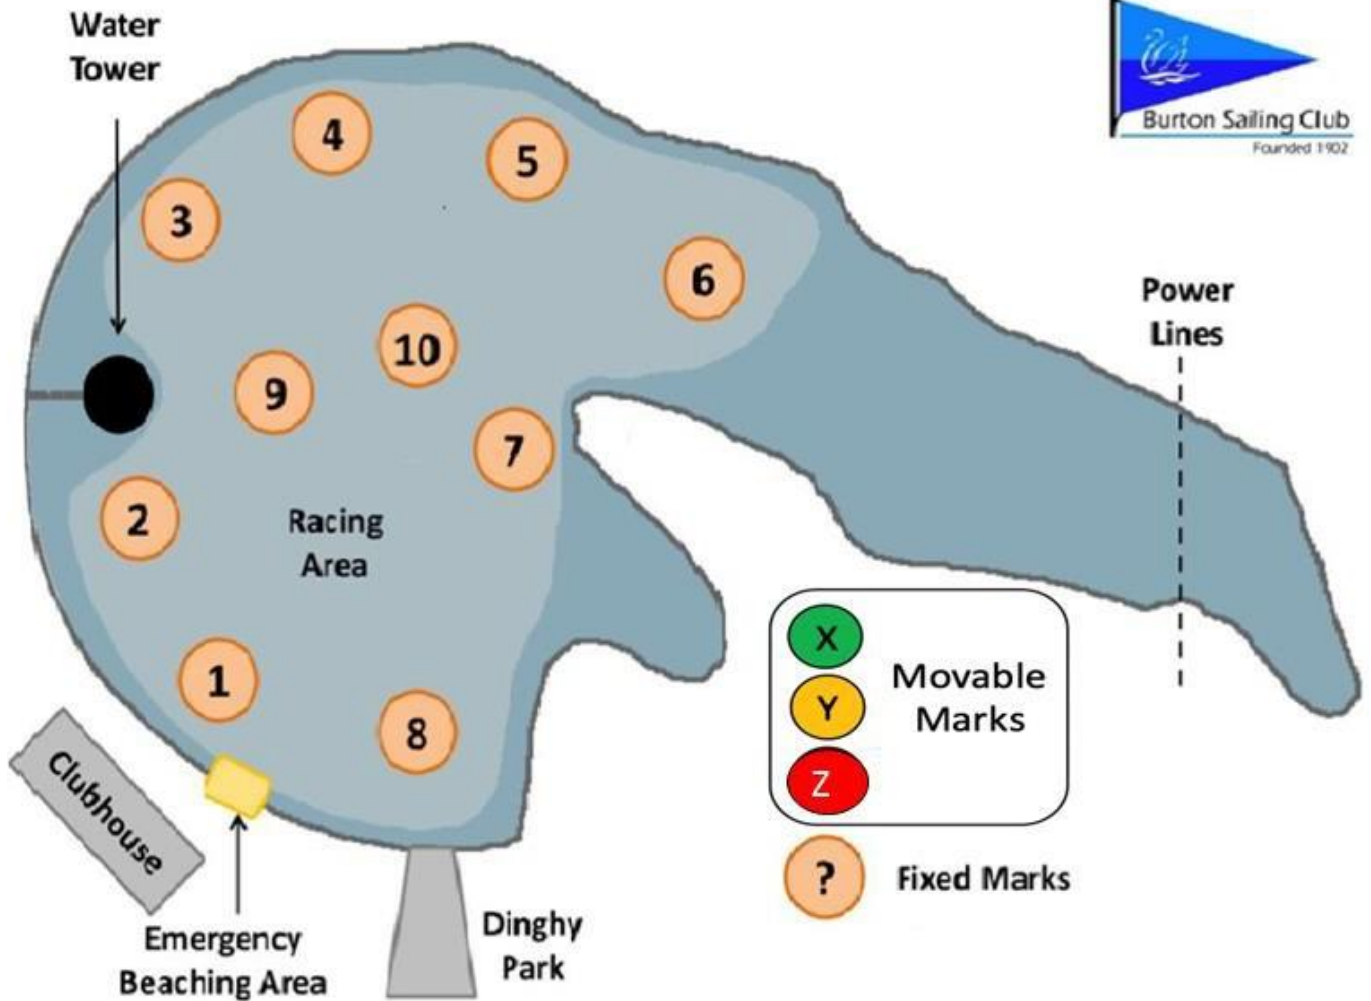 Water
Tower
Burton Sailing Club
Founded 1902
4
5
3
6
Power
Lines
10
9
7
2
Racing
Area
1
8
X
Y
Z
Movable
Marks
Clubhouse
?
Fixed Marks
Emergency
Beaching Area
Dinghy
Park